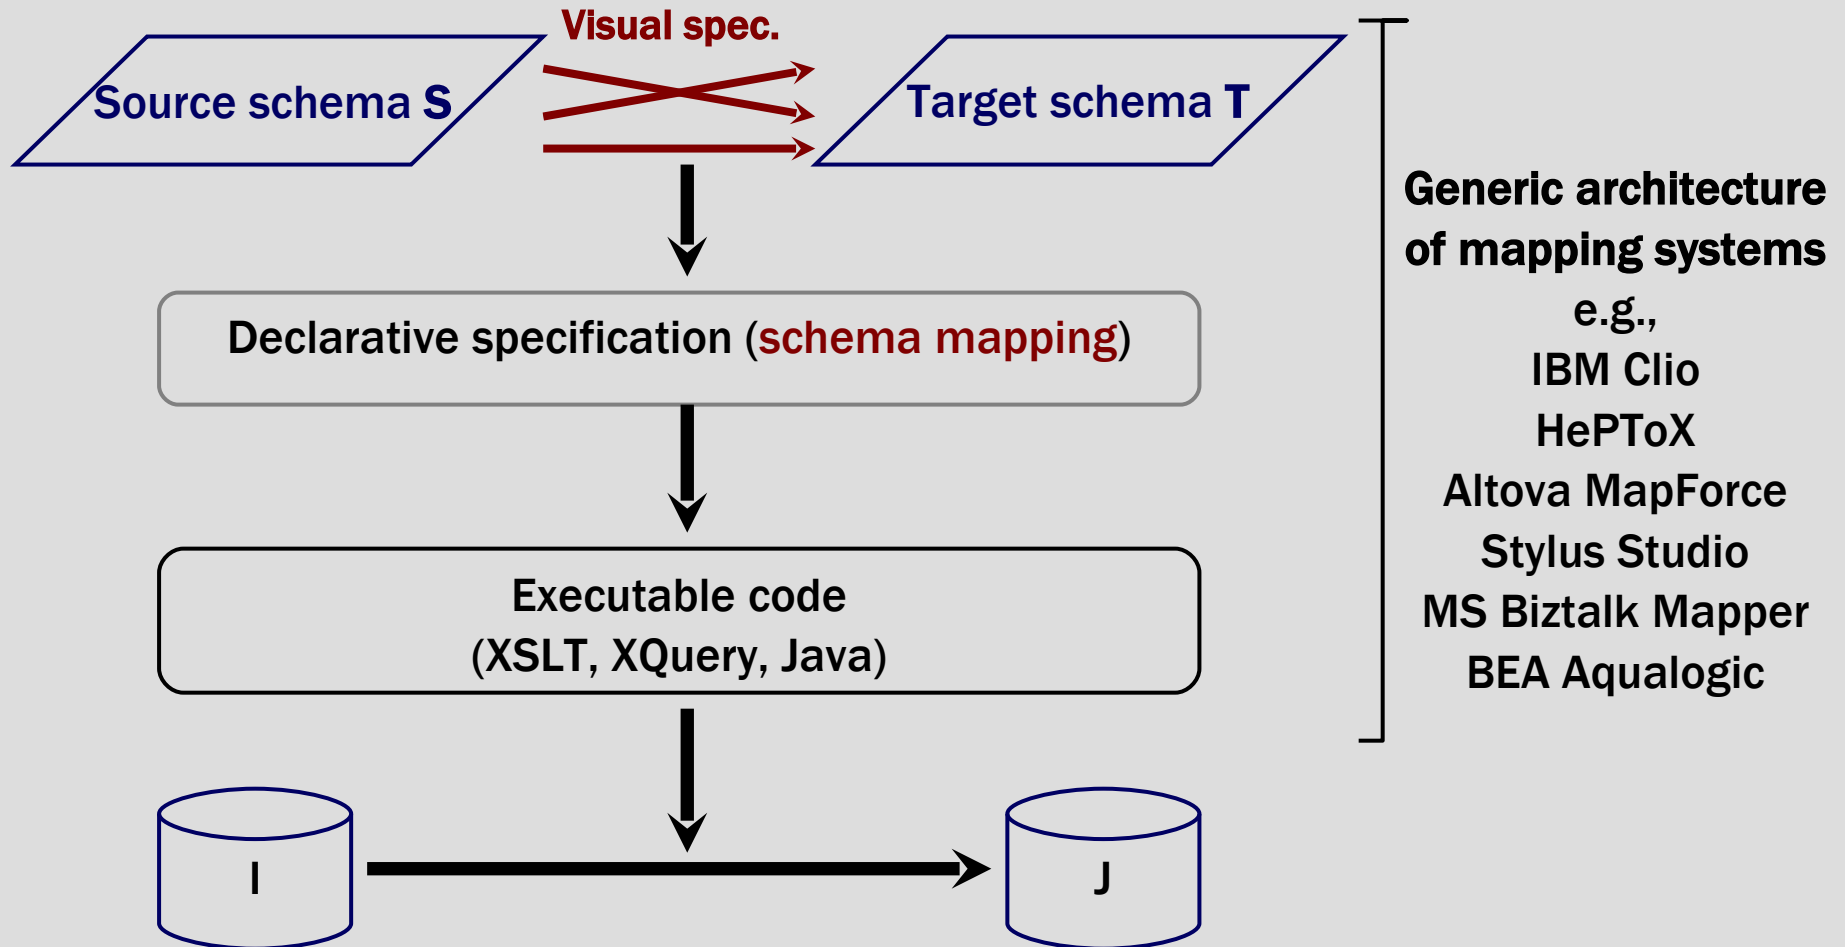 Visual spec.
Source schema S
Target schema T
Declarative specification (schema mapping)
Executable code
(XSLT, XQuery, Java)
I
J
Generic architecture
of mapping systems
e.g.,
IBM Clio
HePToX
Altova MapForce
Stylus Studio
MS Biztalk Mapper
BEA Aqualogic